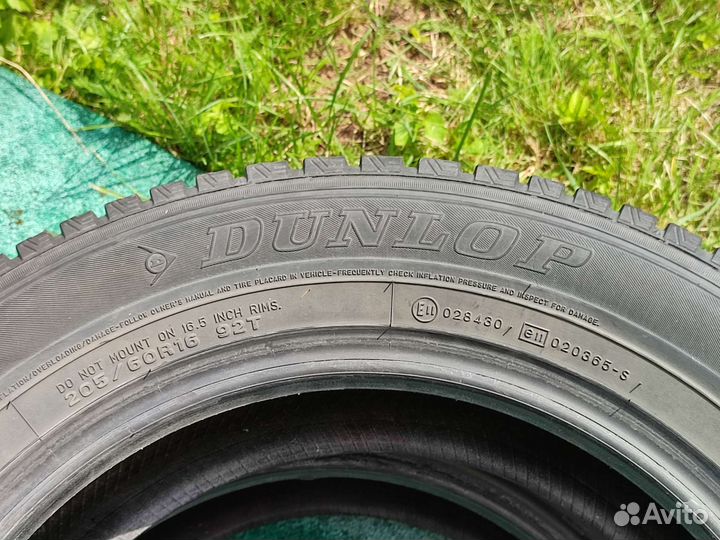 DUNLOP
FLATION/OVERLOADING/DAMAGE-FOLLOW OWNER'S MANUAL AND TIRE PLACARD IN VEHICLE-FREQUENTLY CHECK INFLATION PRESSURE AND INSPECT FOR DAMAGE.
DO NOT MOUNT ON 16.5 INCH RIMS.
205/60R16 92T
E11 028430
e11 020365-S
Avito